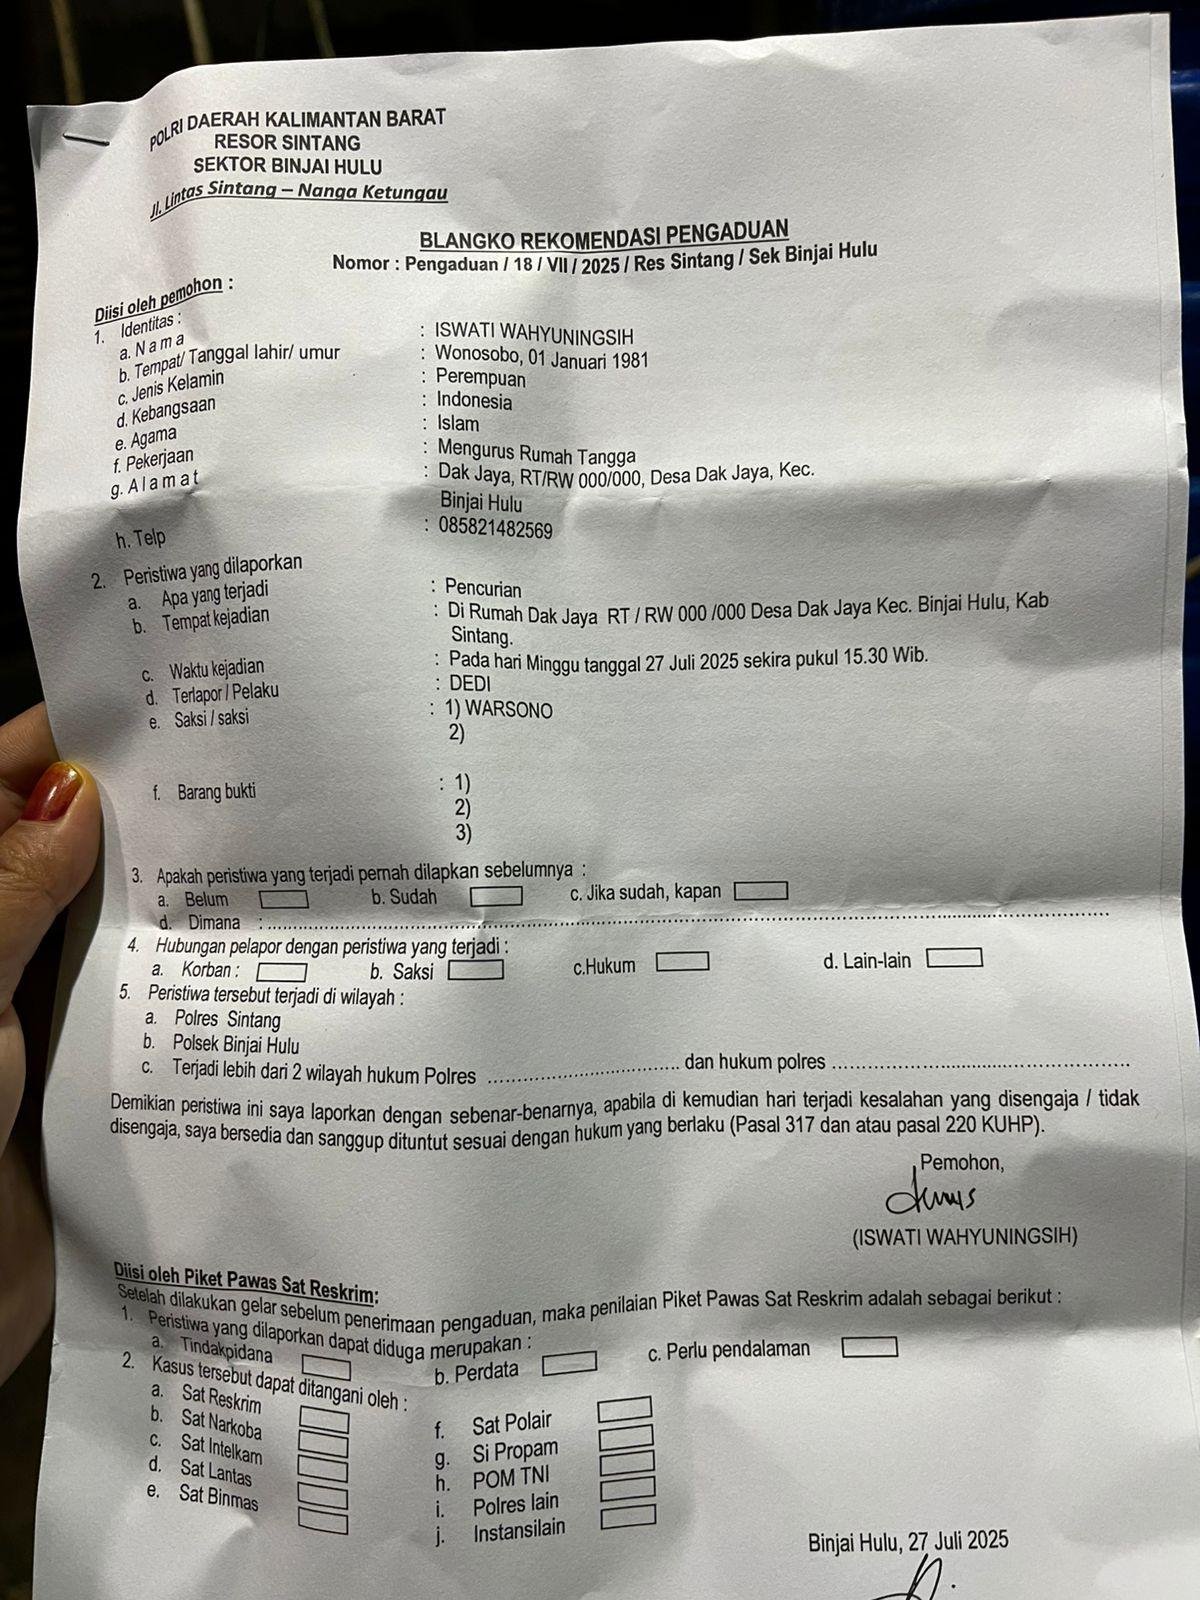 POLRI DAERAH KALIMANTAN BARAT
RESOR SINTANG
SEKTOR BINJAI HULU
Jl. Lintas Sintang – Nanga Ketungau
BLANGKO REKOMENDASI PENGADUAN
Nomor : Pengaduan / 18 / VII / 2025 / Res Sintang / Sek Binjai Hulu
Diisi oleh pemohon :
1. Identitas :
a. N a m a : ISWATI WAHYUNINGSIH
b. Tempat/ Tanggal lahir/ umur : Wonosobo, 01 Januari 1981
c. Jenis Kelamin : Perempuan
d. Kebangsaan : Indonesia
e. Agama : Islam
f. Pekerjaan : Mengurus Rumah Tangga
g. A l a m a t : Dak Jaya, RT/RW 000/000, Desa Dak Jaya, Kec.
Binjai Hulu
h. Telp : 085821482569
2. Peristiwa yang dilaporkan
a. Apa yang terjadi : Pencurian
b. Tempat kejadian : Di Rumah Dak Jaya RT / RW 000 /000 Desa Dak Jaya Kec. Binjai Hulu, Kab
Sintang.
c. Waktu kejadian : Pada hari Minggu tanggal 27 Juli 2025 sekira pukul 15.30 Wib.
d. Terlapor / Pelaku : DEDI
e. Saksi / saksi : 1) WARSONO
2)
f. Barang bukti : 1)
2)
3)
3. Apakah peristiwa yang terjadi pernah dilapkan sebelumnya :
a. Belum b. Sudah c. Jika sudah, kapan
d. Dimana : ........................................................................
4. Hubungan pelapor dengan peristiwa yang terjadi :
a. Korban : b. Saksi c.Hukum d. Lain-lain
5. Peristiwa tersebut terjadi di wilayah :
a. Polres Sintang
b. Polsek Binjai Hulu
c. Terjadi lebih dari 2 wilayah hukum Polres .................................. dan hukum polres ..................................................
Demikian peristiwa ini saya laporkan dengan sebenar-benarnya, apabila di kemudian hari terjadi kesalahan yang disengaja / tidak
disengaja, saya bersedia dan sanggup dituntut sesuai dengan hukum yang berlaku (Pasal 317 dan atau pasal 220 KUHP).
Pemohon,
(ISWATI WAHYUNINGSIH)
Diisi oleh Piket Pawas Sat Reskrim:
Setelah dilakukan gelar sebelum penerimaan pengaduan, maka penilaian Piket Pawas Sat Reskrim adalah sebagai berikut :
1. Peristiwa yang dilaporkan dapat diduga merupakan :
a. Tindakpidana b. Perdata c. Perlu pendalaman
2. Kasus tersebut dapat ditangani oleh :
a. Sat Reskrim f. Sat Polair
b. Sat Narkoba g. Si Propam
c. Sat Intelkam h. POM TNI
d. Sat Lantas i. Polres lain
e. Sat Binmas j. Instansilain
Binjai Hulu, 27 Juli 2025